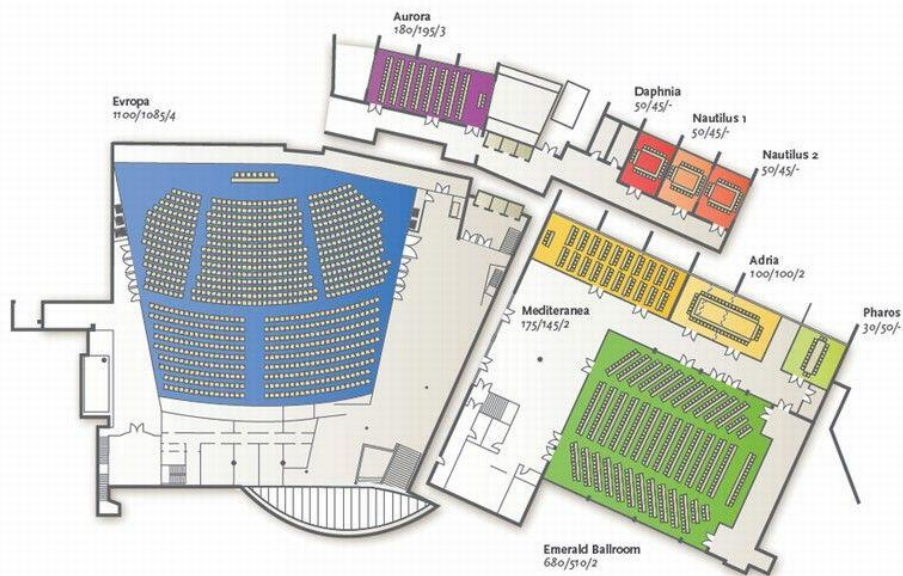 Aurora
180/195/3
Evropa
1100/1085/4
Daphnia
50/45/-
Nautilus 1
50/45/-
Nautilus 2
50/45/-
Adria
100/100/2
Mediteranea
175/145/2
Pharos
30/50/-
Emerald Ballroom
680/510/2